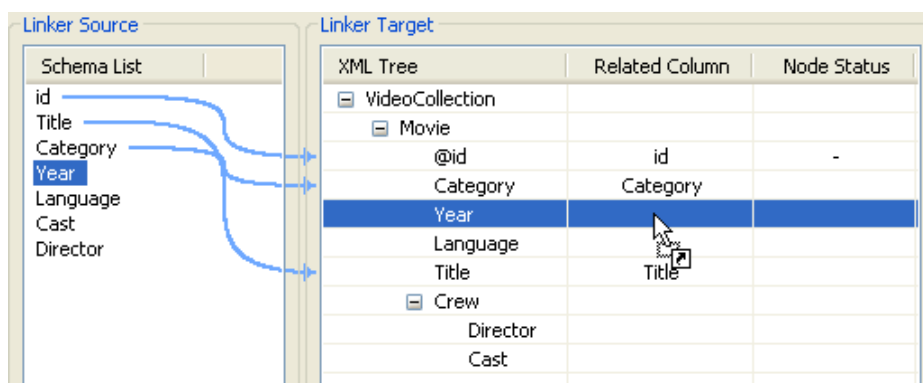 Linker Source
Schema List
id
Title
Category
Year
Language
Cast
Director
Linker Target
XML Tree Related Column Node Status
VideoCollection
Movie
@id id -
Category Category
Year
Language
Title Title
Crew
Director
Cast